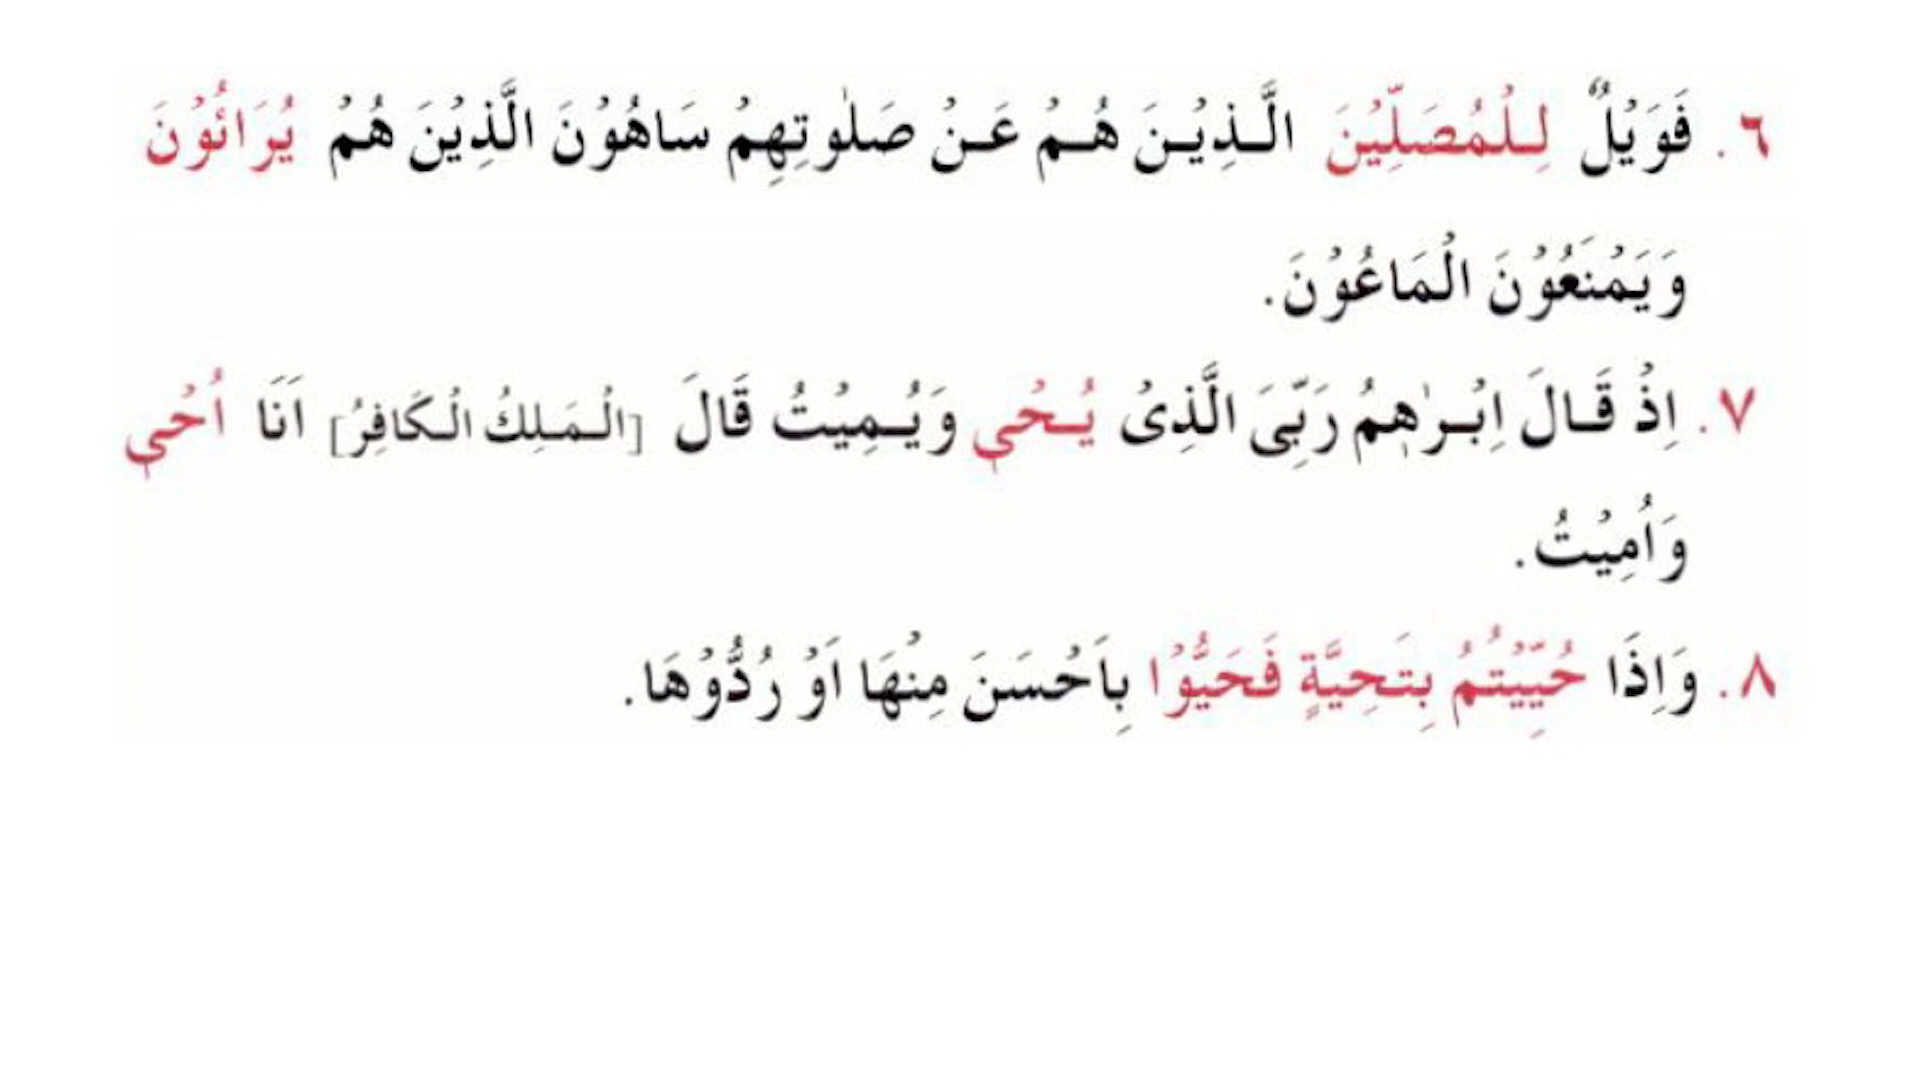 ٦. فَوَيْلٌ لِلْمُصَلِّيْنَ الَّذِيْنَ هُمْ عَنْ صَلٰوتِهِمْ سَاهُوْنَ الَّذِيْنَ هُمْ يُرَائُوْنَ
وَيَمْنَعُوْنَ الْمَاعُوْنَ.
٧. اِذْ قَالَ اِبْرٰهٖمُ رَبِّىَ الَّذِىْ يُحْيٖ وَيُمِيْتُ قَالَ [الْمَلِكُ الْكَافِرُ] اَنَا اُحْيٖ
وَاُمِيْتُ.
٨. وَاِذَا حُيِّيْتُمْ بِتَحِيَّةٍ فَحَيُّوْا بِاَحْسَنَ مِنْهَا اَوْ رُدُّوْهَا.